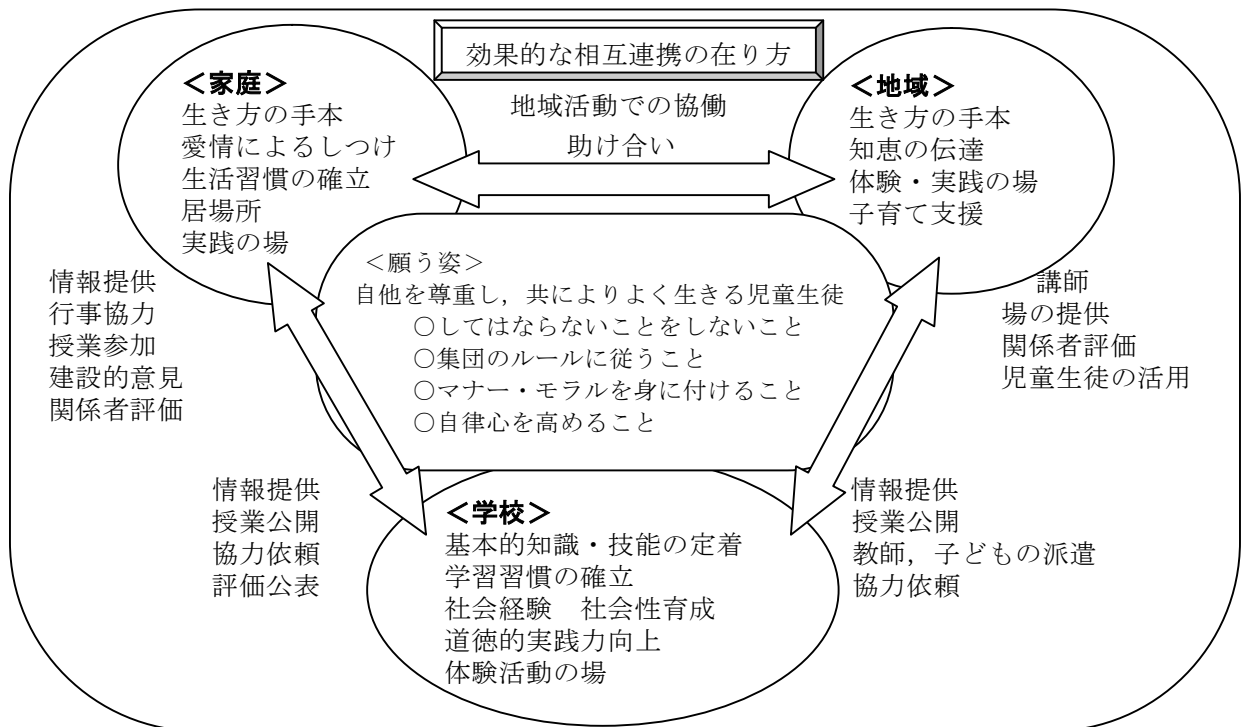 効果的な相互連携の在り方
＜家庭＞
生き方の手本
愛情によるしつけ
生活習慣の確立
居場所
実践の場
地域活動での協働
助け合い
＜地域＞
生き方の手本
知恵の伝達
体験・実践の場
子育て支援
＜願う姿＞
自他を尊重し，共によりよく生きる児童生徒
○してはならないことをしないこと
○集団のルールに従うこと
○マナー・モラルを身に付けること
○自律心を高めること
情報提供
行事協力
授業参加
建設的意見
関係者評価
講師
場の提供
関係者評価
児童生徒の活用
情報提供
授業公開
協力依頼
評価公表
＜学校＞
基本的知識・技能の定着
学習習慣の確立
社会経験　社会性育成
道徳的実践力向上
体験活動の場
情報提供
授業公開
教師，子どもの派遣
協力依頼